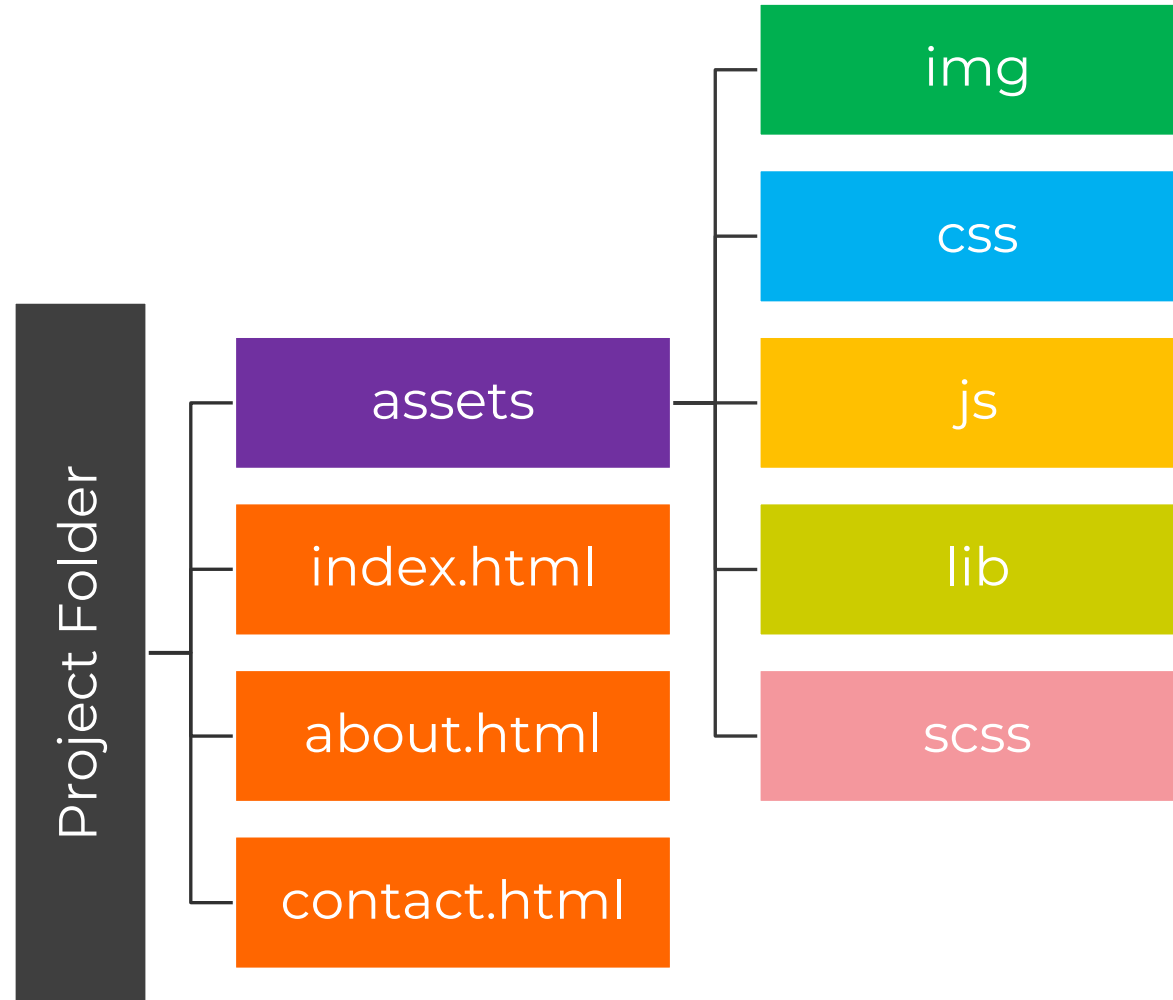 Project Folder
assets
index.html
about.html
contact.html
img
css
js
lib
scss